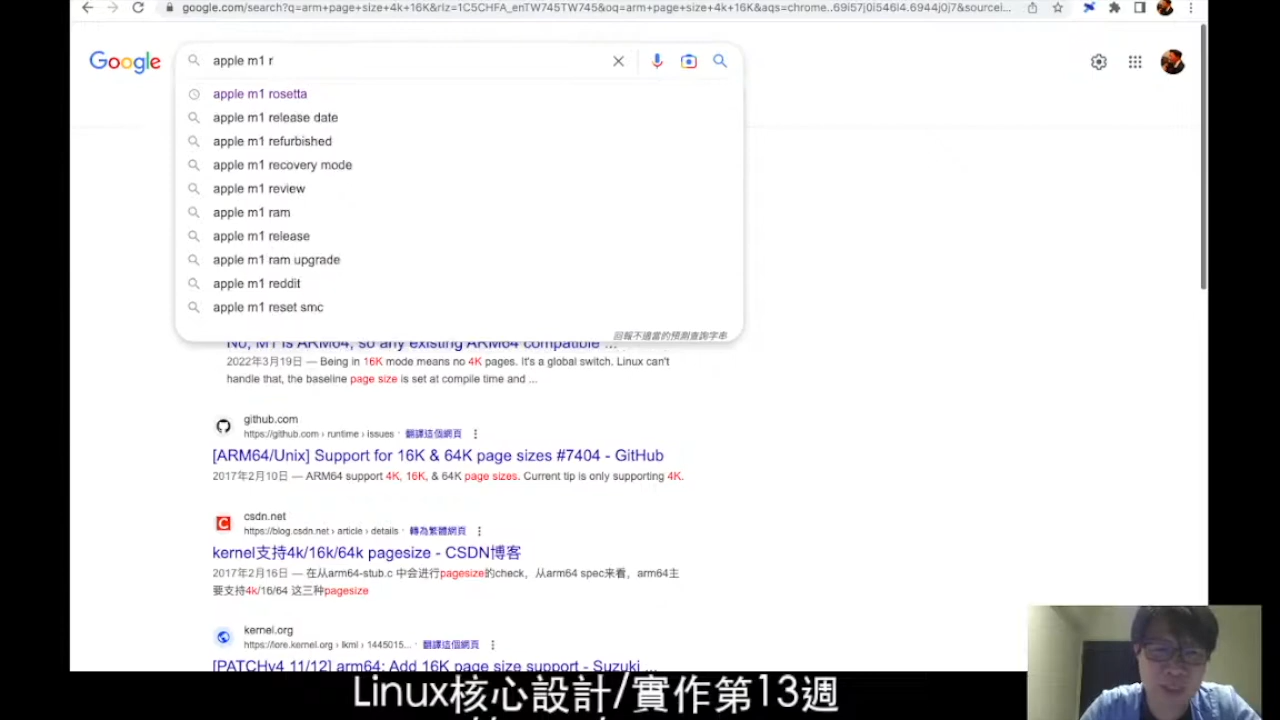 google.com/search?q=arm+page+size+4k+16K&rlz=1C5CHFA_enTW745TW745&oq=arm+page+size+4k+16K&aqs=chrome..69i57j0i546l4.6944j0j7&sourcei...
Google
apple m1 r
apple m1 rosetta
apple m1 release date
apple m1 refurbished
apple m1 recovery mode
apple m1 review
apple m1 ram
apple m1 release
apple m1 ram upgrade
apple m1 reddit
apple m1 reset smc
回報不適當的預測查詢字串
No, M1 is ARM64, so any existing ARM64 compatible ...
2022年3月19日 — Being in 16K mode means no 4K pages. It's a global switch. Linux can't
handle that, the baseline page size is set at compile time and ...
github.com
https://github.com › runtime › issues · 翻譯這個網頁
[ARM64/Unix] Support for 16K & 64K page sizes #7404 - GitHub
2017年2月10日 — ARM64 support 4K, 16K, & 64K page sizes. Current tip is only supporting 4K.
csdn.net
https://blog.csdn.net › article › details · 轉為繁體網頁
kernel支持4k/16k/64k pagesize - CSDN博客
2017年2月16日 — 在从arm64-stub.c 中会进行pagesize的check，从arm64 spec来看，arm64主
要支持4k/16/64 这三种pagesize
kernel.org
https://lore.kernel.org › lkml › 1445015... · 翻譯這個網頁
[PATCHv4 11/12] arm64: Add 16K page size support - Suzuki ...
Linux核心設計/實作第13週